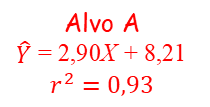 Alvo A
Ŷ = 2,90X + 8,21
r² = 0,93